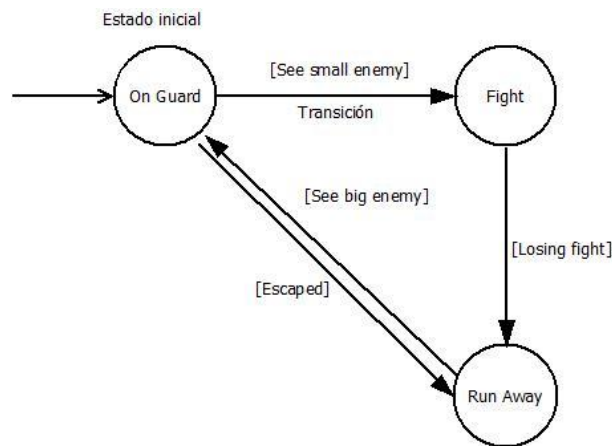 Estado inicial
On Guard
[See small enemy]
Transición
Fight
[See big enemy]
[Losing fight]
[Escaped]
Run Away